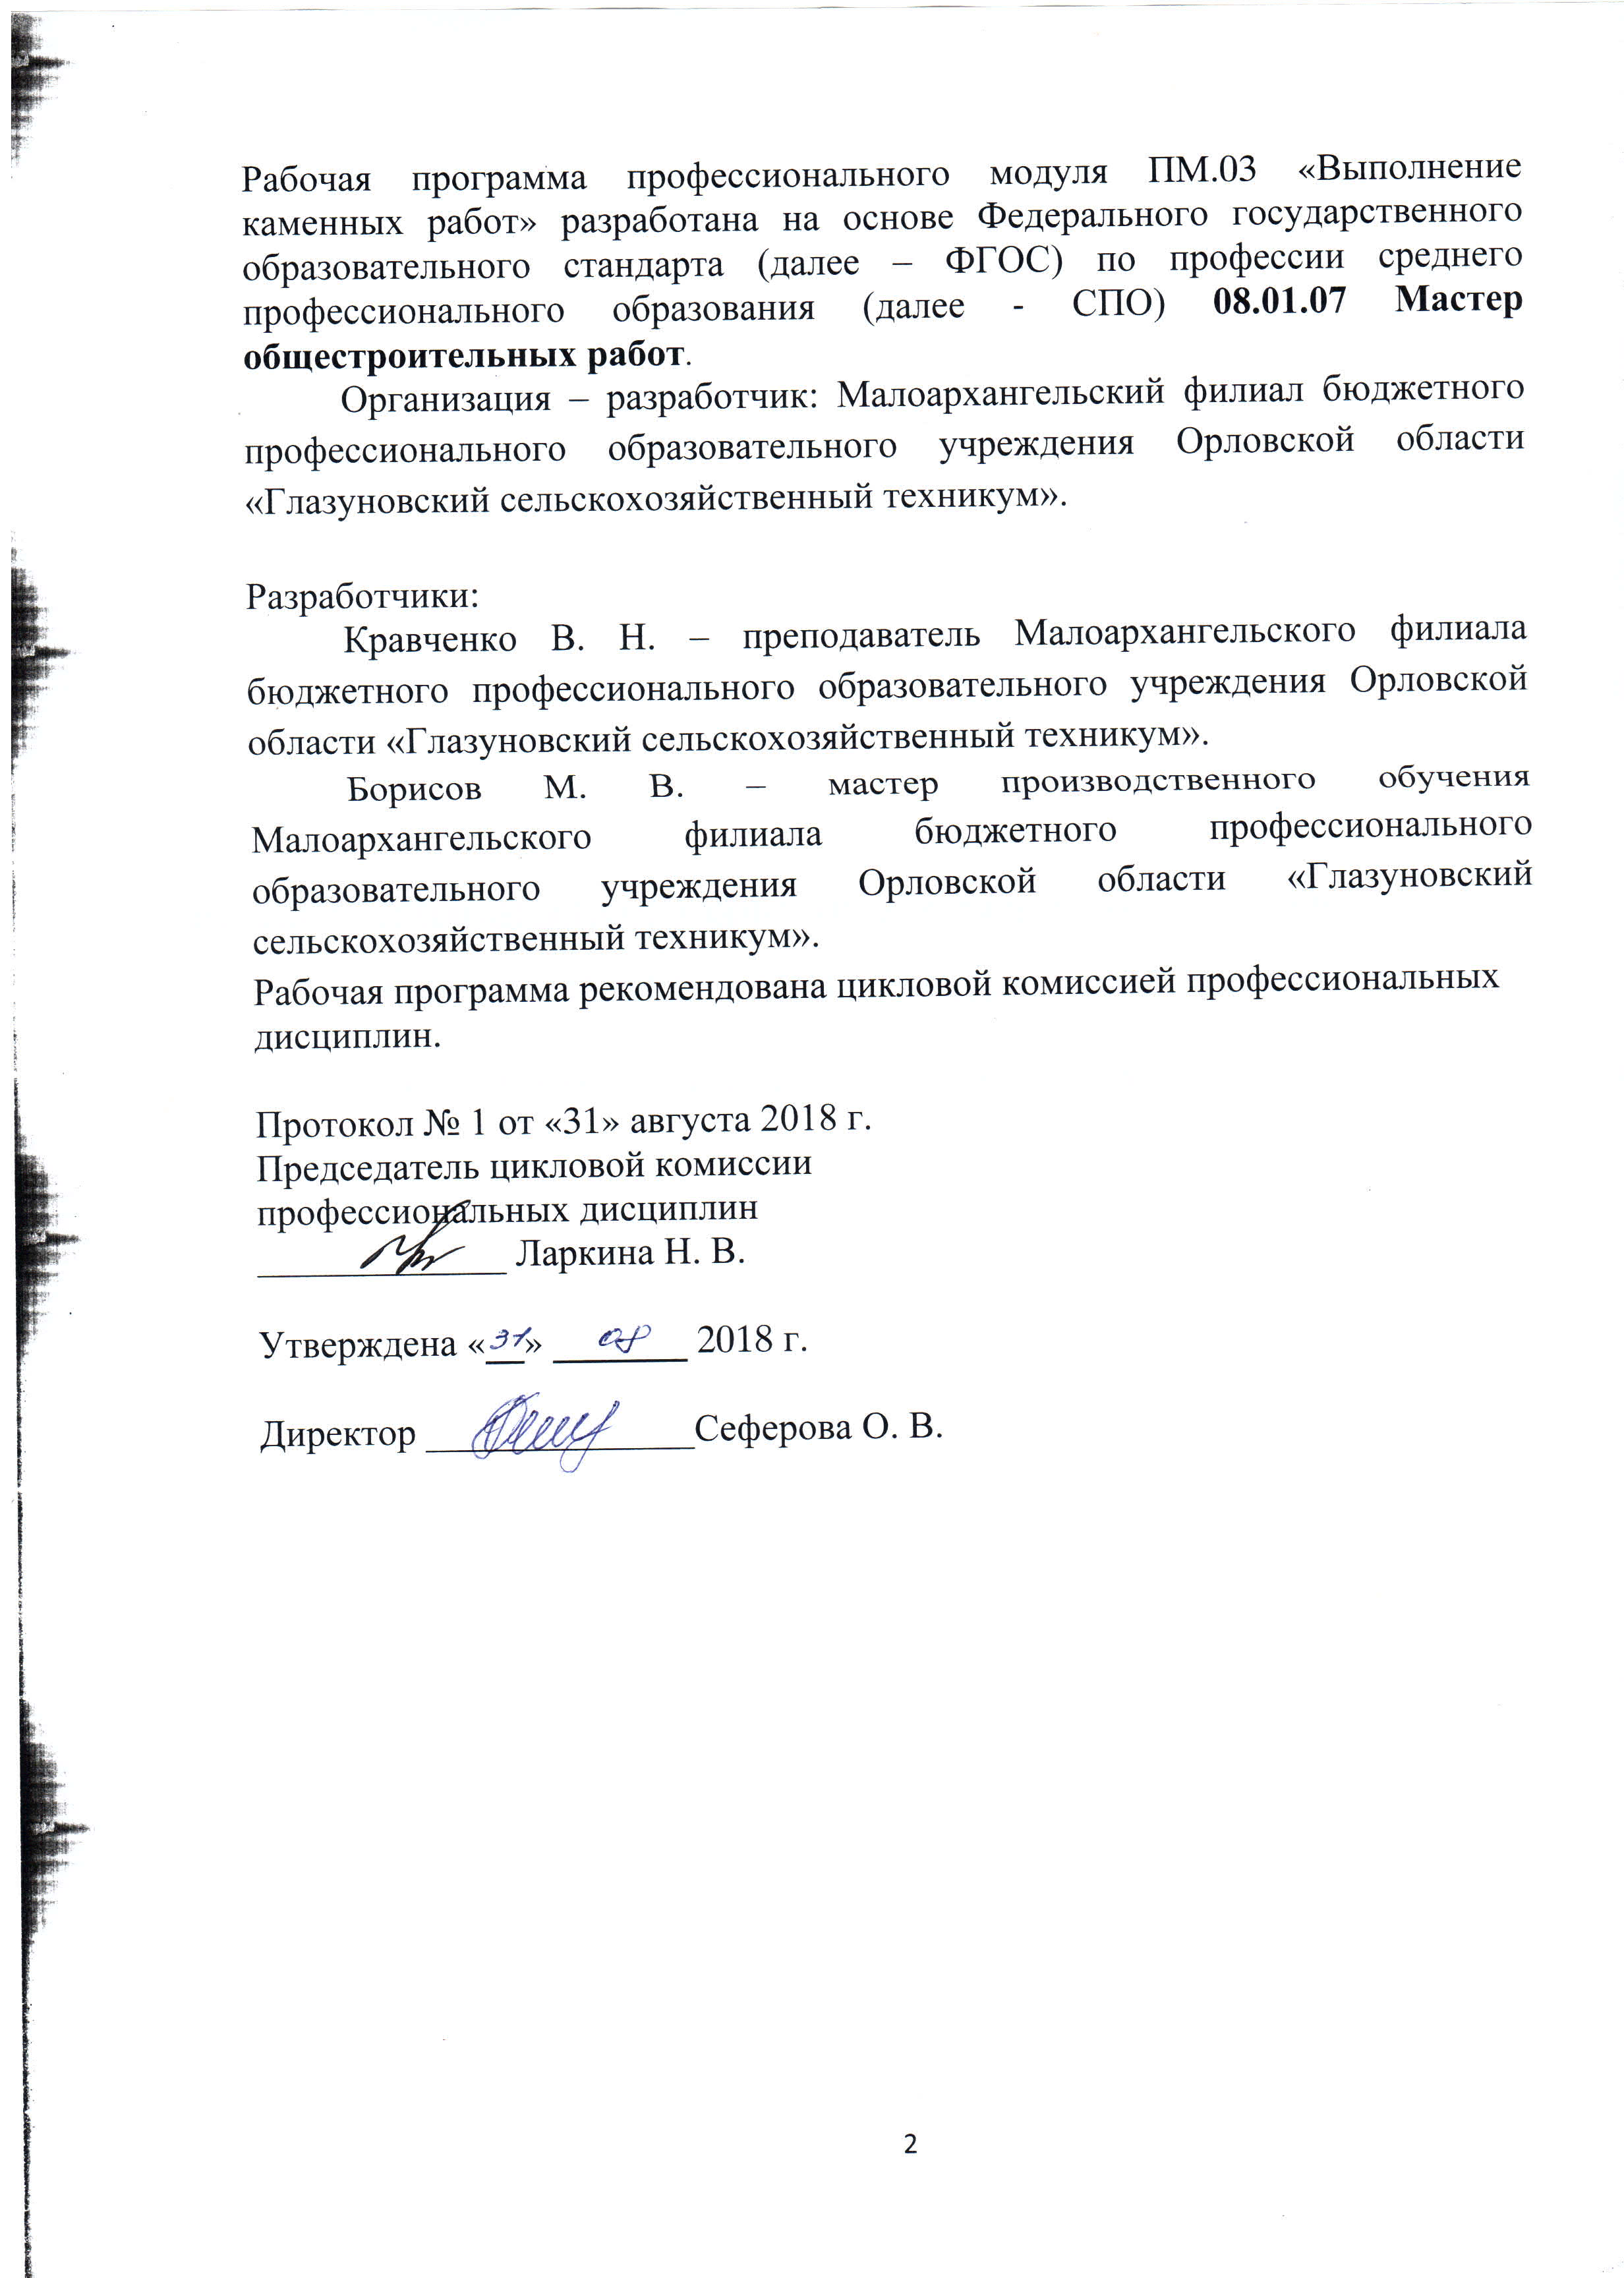 Рабочая программа профессионального модуля ПМ.03 «Выполнение
каменных работ» разработана на основе Федерального государственного
образовательного стандарта (далее – ФГОС) по профессии среднего
профессионального образования (далее - СПО) 08.01.07 Мастер
общестроительных работ.
Организация – разработчик: Малоархангельский филиал бюджетного
профессионального образовательного учреждения Орловской области
«Глазуновский сельскохозяйственный техникум».
Разработчики:
Кравченко В. Н. – преподаватель Малоархангельского филиала
бюджетного профессионального образовательного учреждения Орловской
области «Глазуновский сельскохозяйственный техникум».
Борисов М. В. – мастер производственного обучения
Малоархангельского филиала бюджетного профессионального
образовательного учреждения Орловской области «Глазуновский
сельскохозяйственный техникум».
Рабочая программа рекомендована цикловой комиссией профессиональных
дисциплин.
Протокол № 1 от «31» августа 2018 г.
Председатель цикловой комиссии
профессиональных дисциплин
_____________ Ларкина Н. В.
Утверждена «31» 08 2018 г.
Директор ______________Сеферова О. В.
2